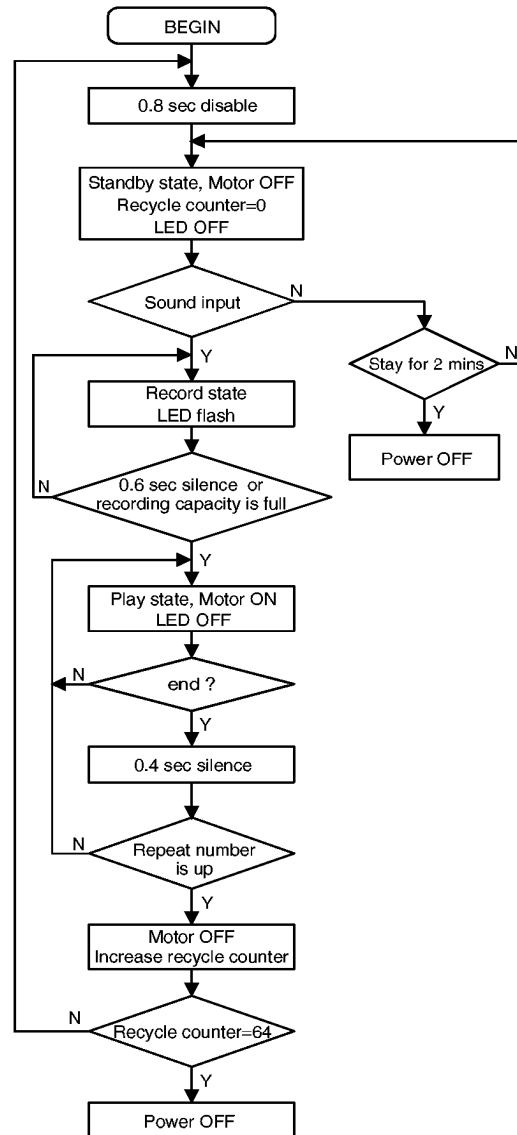 BEGIN
0.8 sec disable
Standby state, Motor OFF
Recycle counter=0
LED OFF
Sound input
N
Y
Stay for 2 mins
N
Y
Power OFF
Record state
LED flash
0.6 sec silence or
recording capacity is full
N
Y
Play state, Motor ON
LED OFF
end ?
N
Y
0.4 sec silence
Repeat number
is up
N
Y
Motor OFF
Increase recycle counter
Recycle counter=64
N
Y
Power OFF